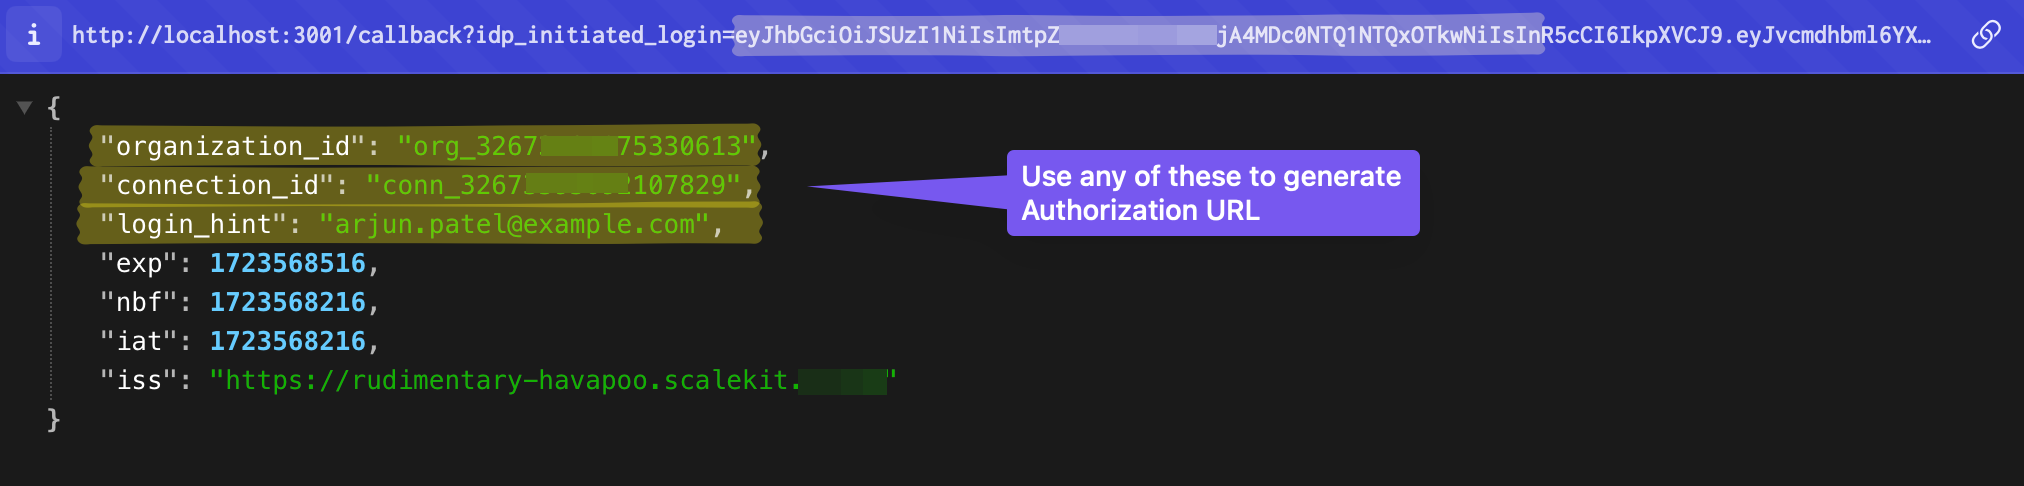 i http://localhost:3001/callback?idp_initiated_login=eyJhbGciOiJSUzI1NiIsImtpZ jA4MDc0NTQ1NTQxOTkwNiIsInR5cCI6IkpXVCJ9.eyJvcmdhbml6YX…
{
"organization_id": "org_3267 75330613",
"connection_id": "conn_3267 107829",
"login_hint": "arjun.patel@example.com",
"exp": 1723568516,
"nbf": 1723568216,
"iat": 1723568216,
"iss": "https://rudimentary-havapoo.scalekit. "
}
Use any of these to generate
Authorization URL